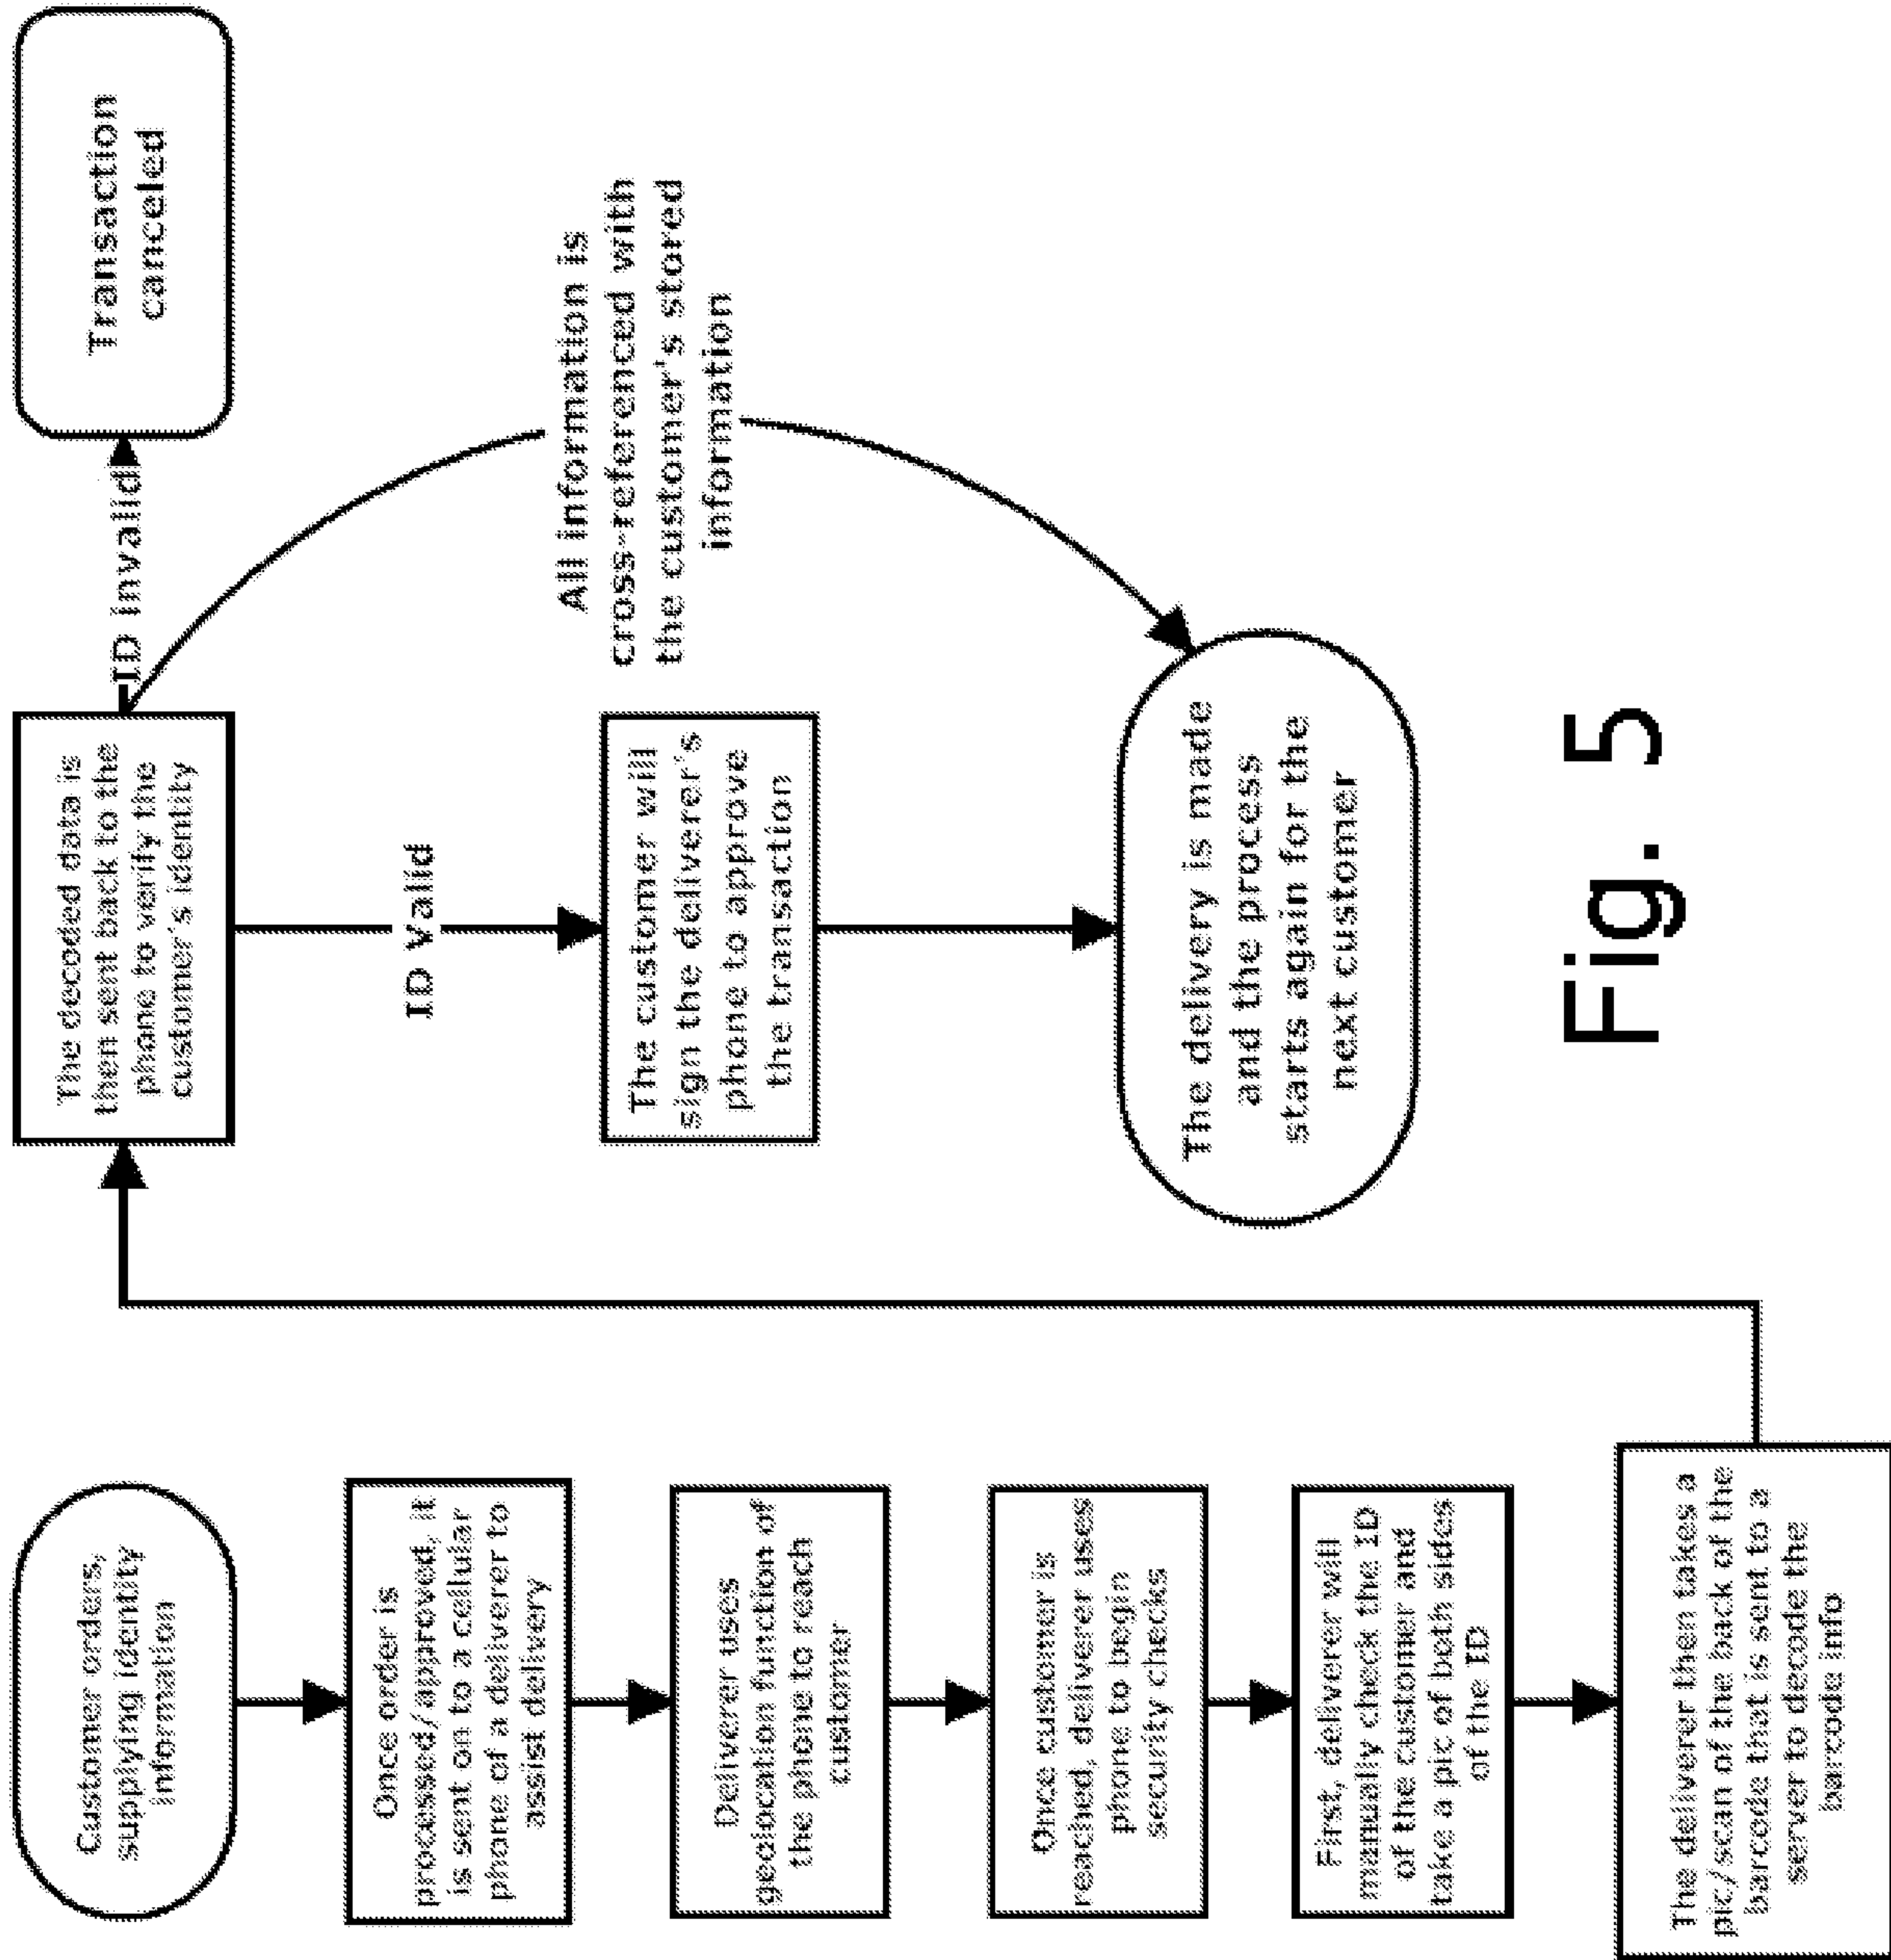 Customer orders,
supplying identity
information
Once order is
processed/approved, it
is sent on to a cellular
phone of a deliverer to
assist delivery
Deliverer uses
geolocation function of
the phone to reach
customer
Once customer is
reached, deliverer uses
phone to begin
security checks
First, deliverer will
manually check the ID
of the customer and
take a pic of both sides
of the ID
The deliverer then takes a
pic/scan of the back of the
barcode that is sent to a
server to decode the
barcode info
The decoded data is
then sent back to the
phone to verify the
customer's identity
ID invalid
Transaction
canceled
ID Valid
The customer will
sign the deliverer's
phone to approve
the transaction
All information is
cross-referenced with
the customer's stored
information
The delivery is made
and the process
starts again for the
next customer
Fig. 5